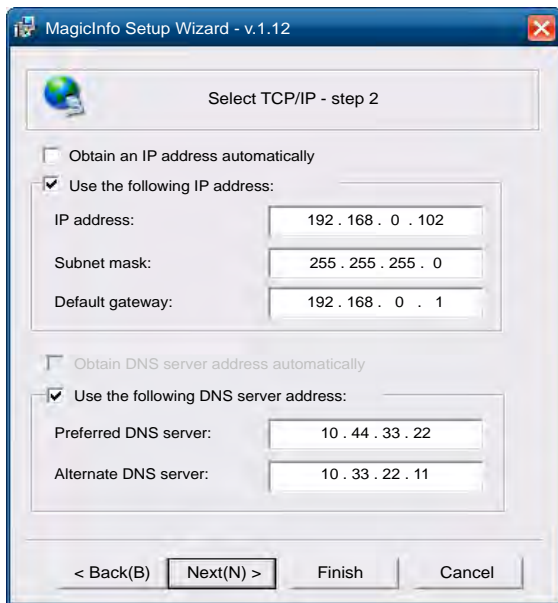 MagicInfo Setup Wizard - v.1.12
Select TCP/IP - step 2
Obtain an IP address automatically
Use the following IP address:
IP address: 192 . 168 . 0 . 102
Subnet mask: 255 . 255 . 255 . 0
Default gateway: 192 . 168 . 0 . 1
Obtain DNS server address automatically
Use the following DNS server address:
Preferred DNS server: 10 . 44 . 33 . 22
Alternate DNS server: 10 . 33 . 22 . 11
< Back(B) Next(N) > Finish Cancel